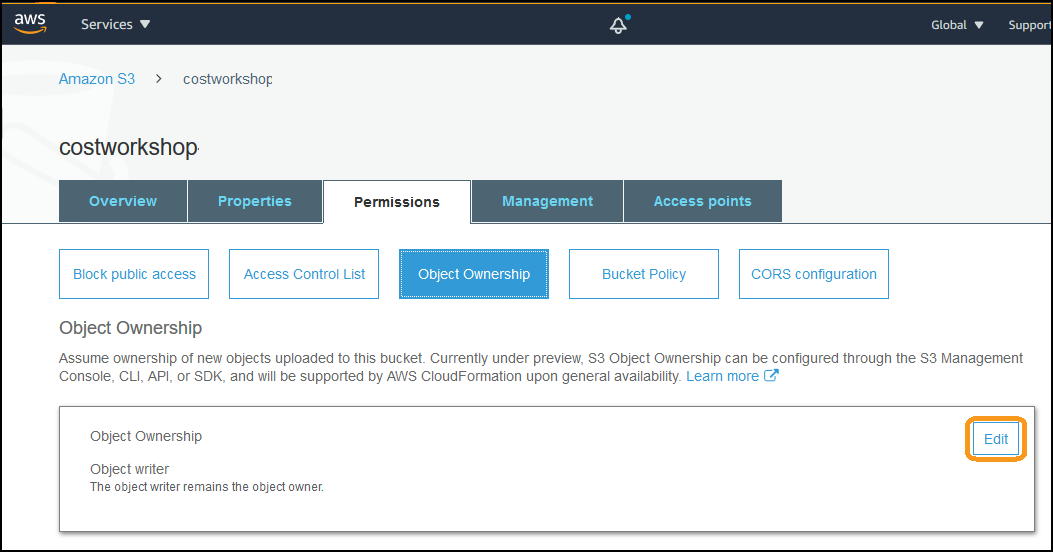 aws Services Global Support
Amazon S3 > costworkshop
costworkshop
Overview Properties Permissions Management Access points
Block public access Access Control List Object Ownership Bucket Policy CORS configuration
Object Ownership
Assume ownership of new objects uploaded to this bucket. Currently under preview, S3 Object Ownership can be configured through the S3 Management
Console, CLI, API, or SDK, and will be supported by AWS CloudFormation upon general availability. Learn more
Object Ownership
Edit
Object writer
The object writer remains the object owner.